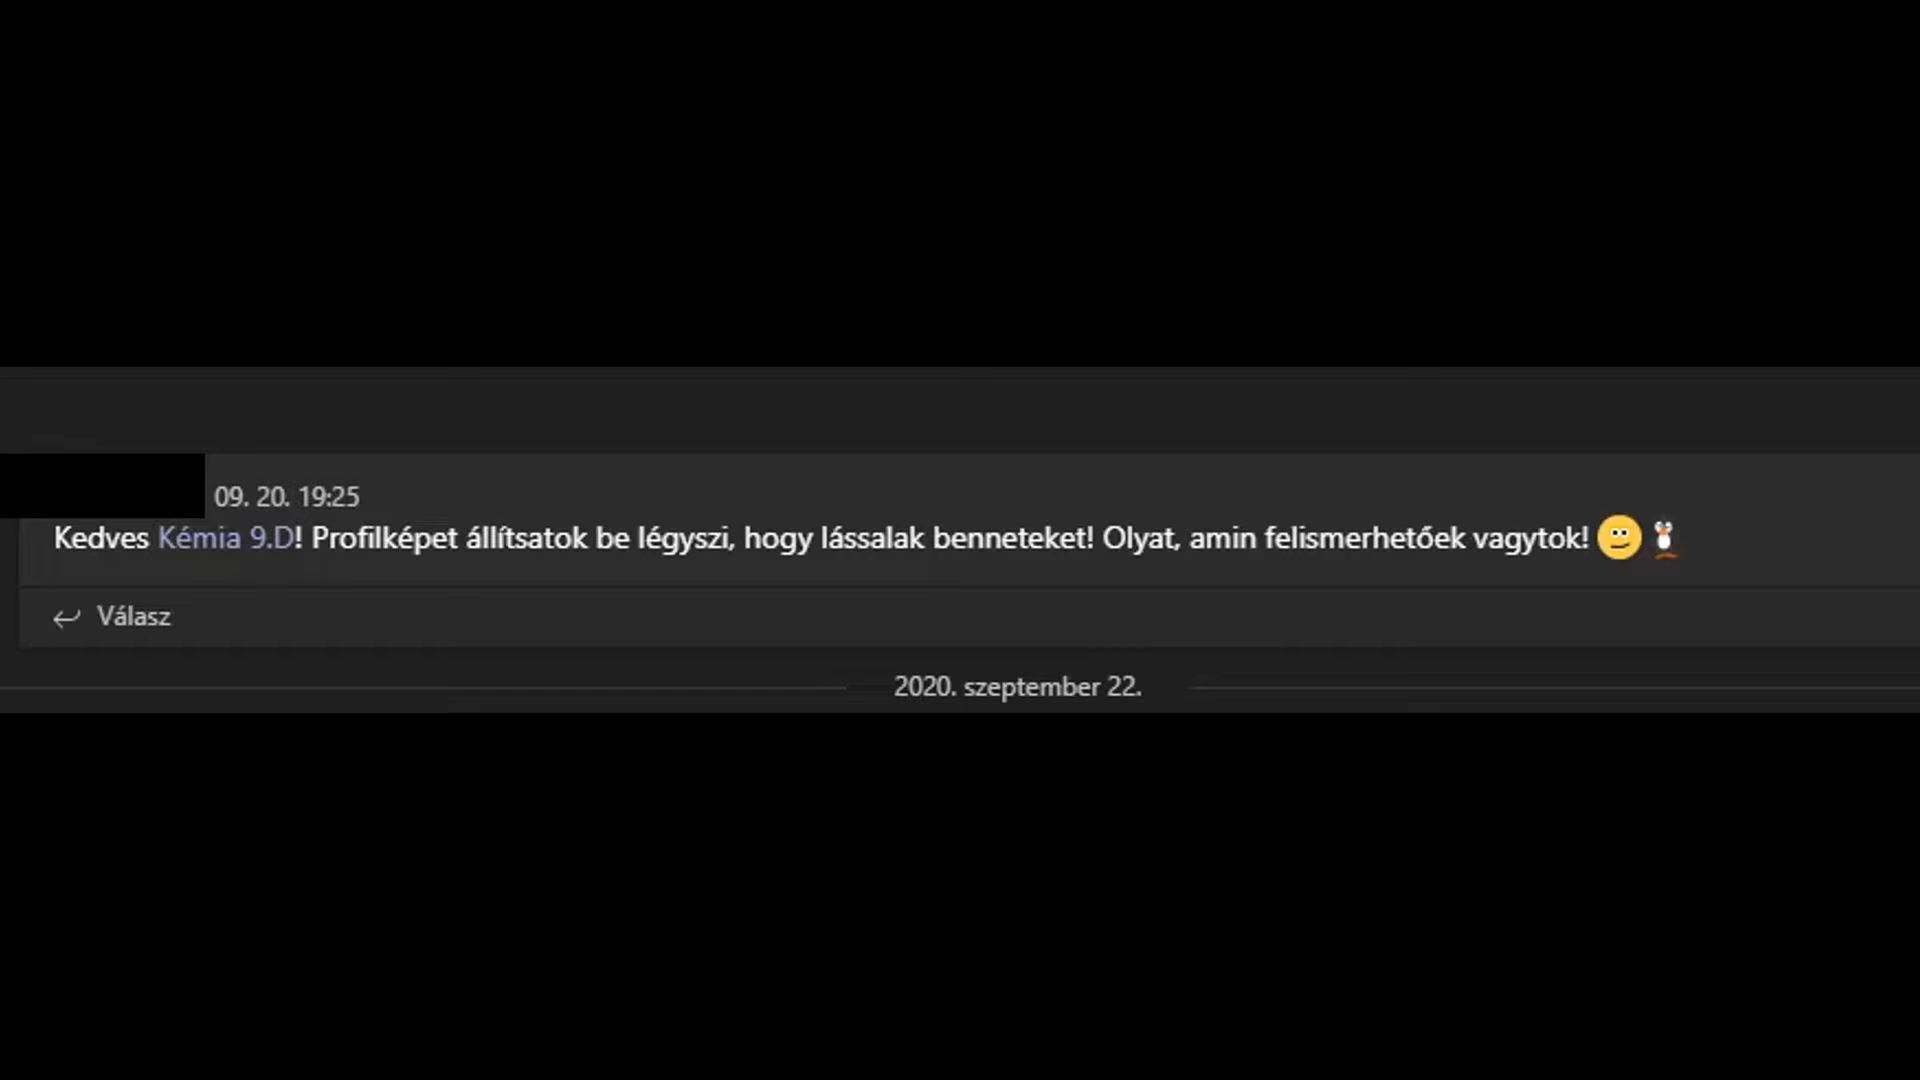 09. 20. 19:25
Kedves Kémia 9.D! Profilképet állítsatok be légyszi, hogy lássalak benneteket! Olyat, amin felismerhetőek vagytok!
Válasz
2020. szeptember 22.